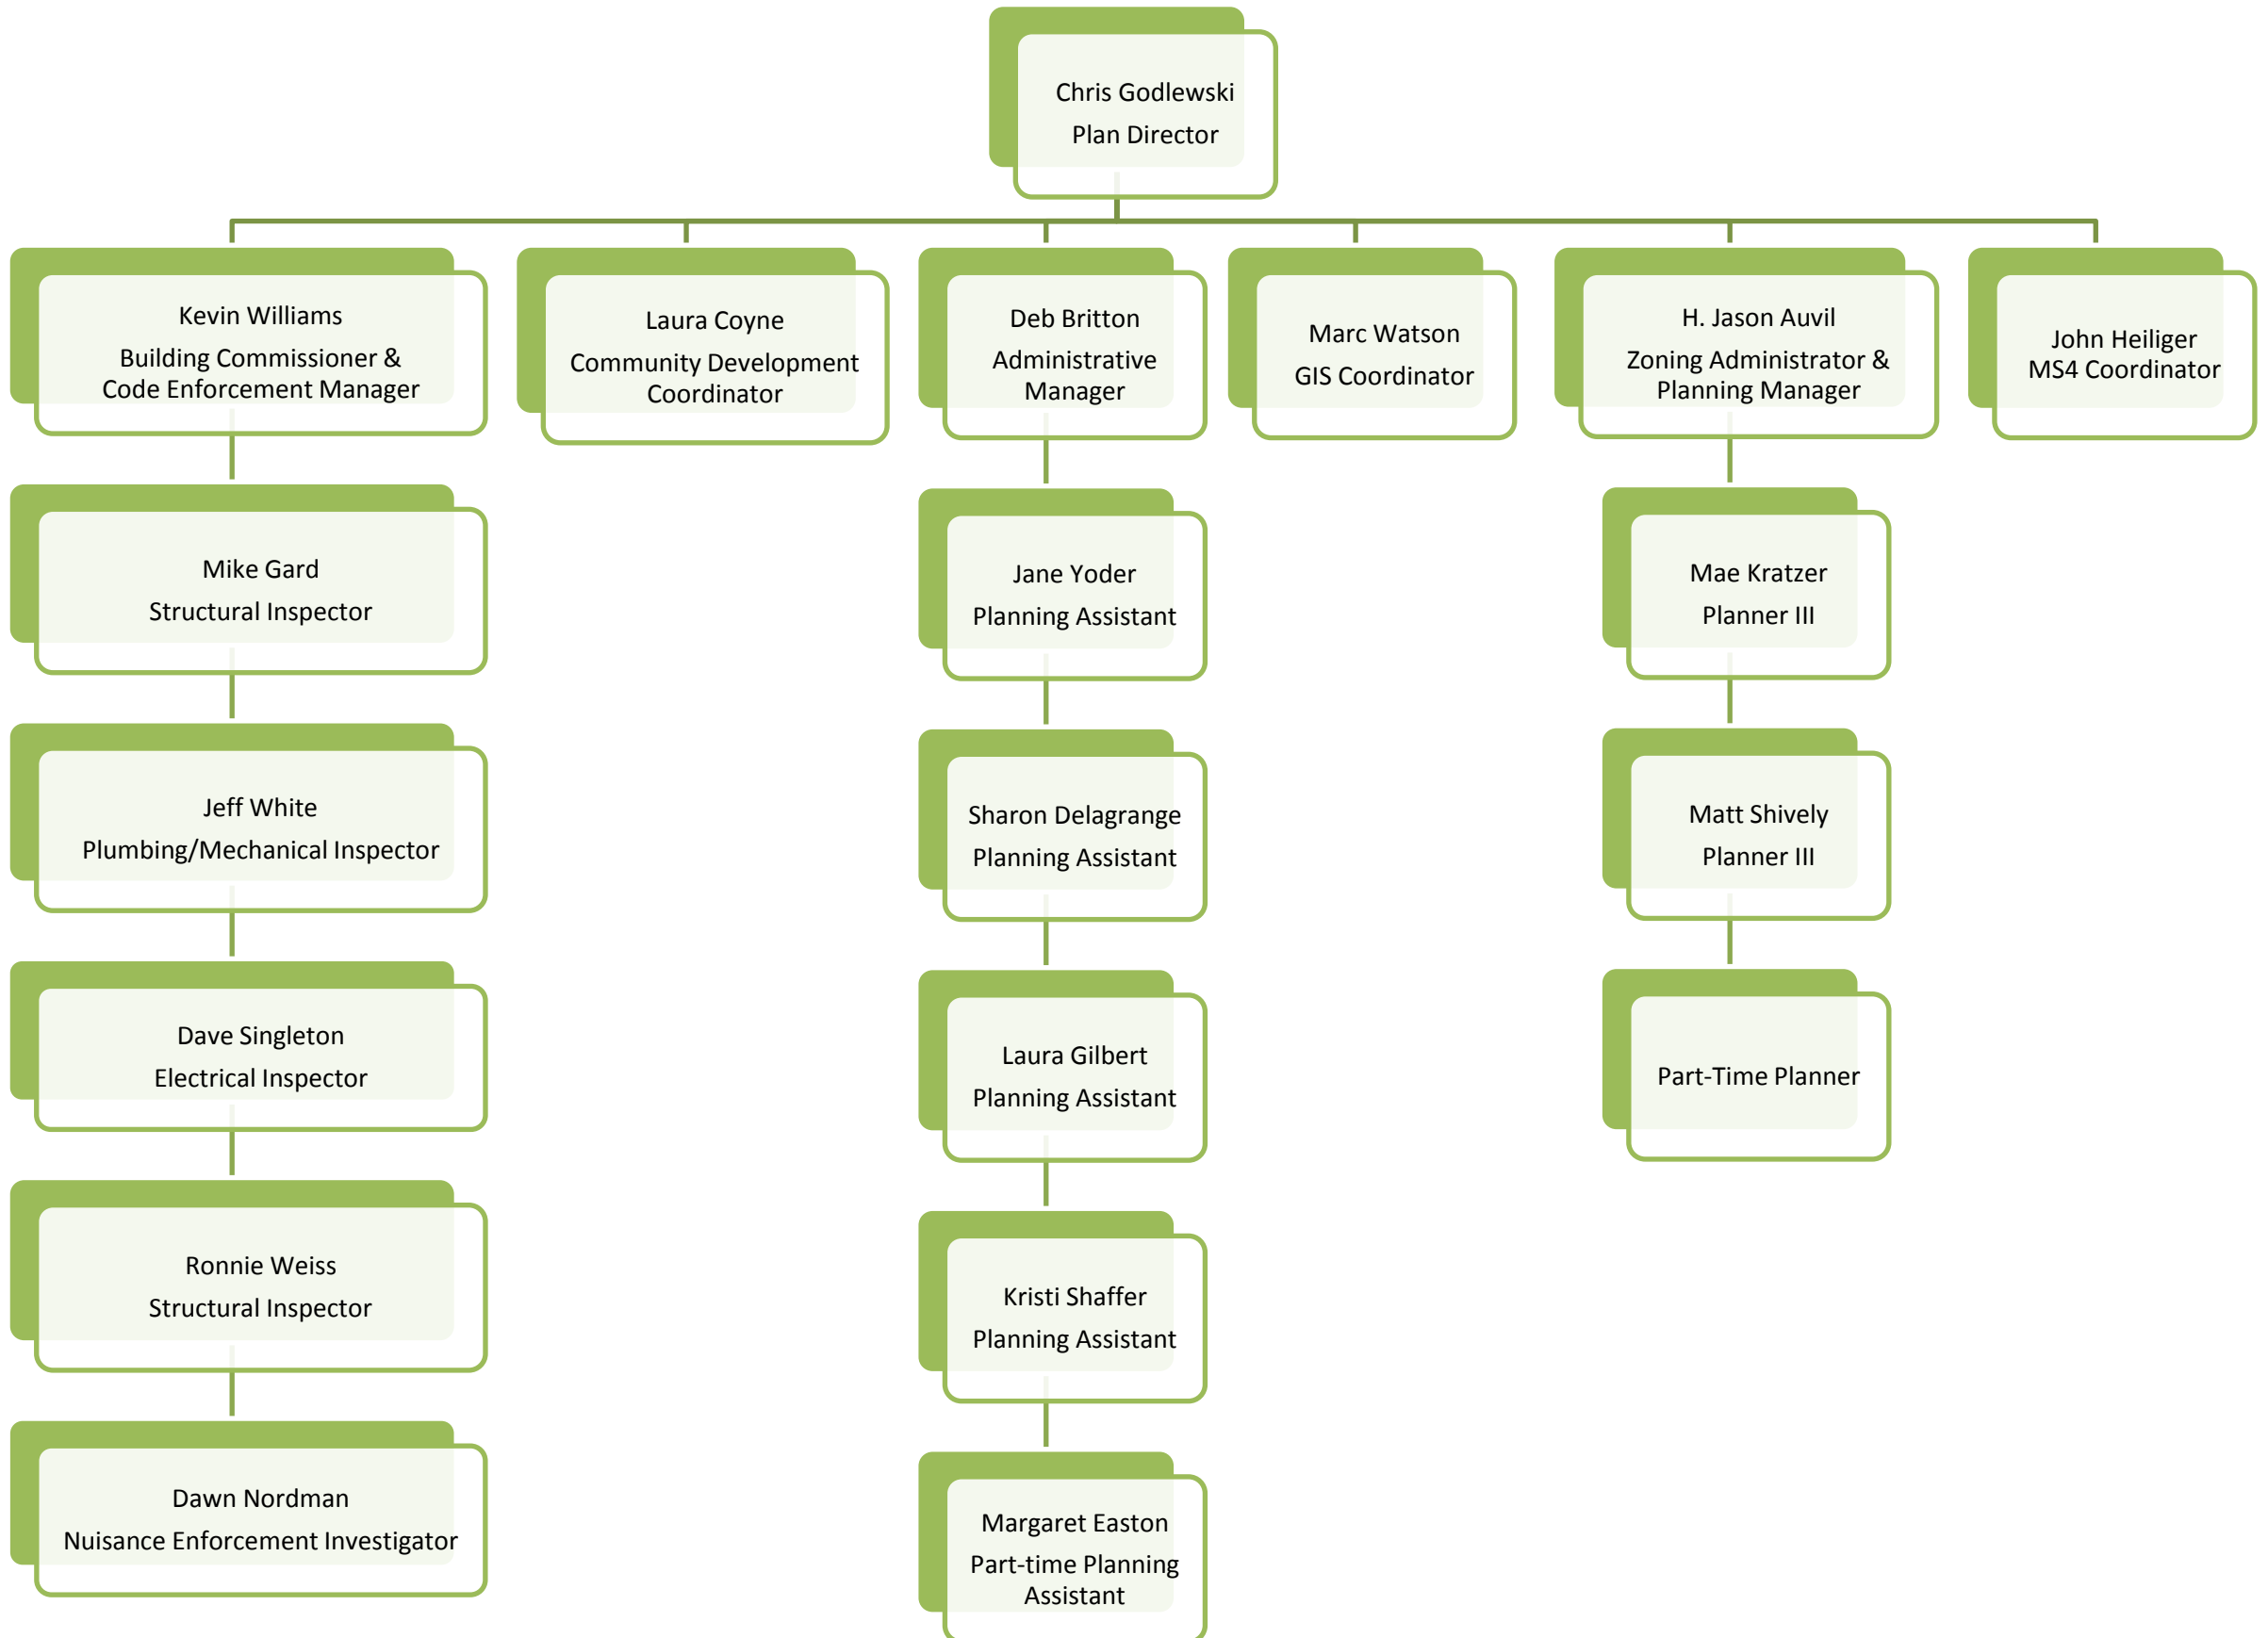 Chris Godlewski
Plan Director
Kevin Williams
Building Commissioner &
Code Enforcement Manager
Laura Coyne
Community Development
Coordinator
Deb Britton
Administrative
Manager
Marc Watson
GIS Coordinator
H. Jason Auvil
Zoning Administrator &
Planning Manager
John Heiliger
MS4 Coordinator
Mike Gard
Structural Inspector
Jeff White
Plumbing/Mechanical Inspector
Dave Singleton
Electrical Inspector
Ronnie Weiss
Structural Inspector
Dawn Nordman
Nuisance Enforcement Investigator
Jane Yoder
Planning Assistant
Sharon Delagrange
Planning Assistant
Laura Gilbert
Planning Assistant
Kristi Shaffer
Planning Assistant
Margaret Easton
Part-time Planning
Assistant
Mae Kratzer
Planner III
Matt Shively
Planner III
Part-Time Planner